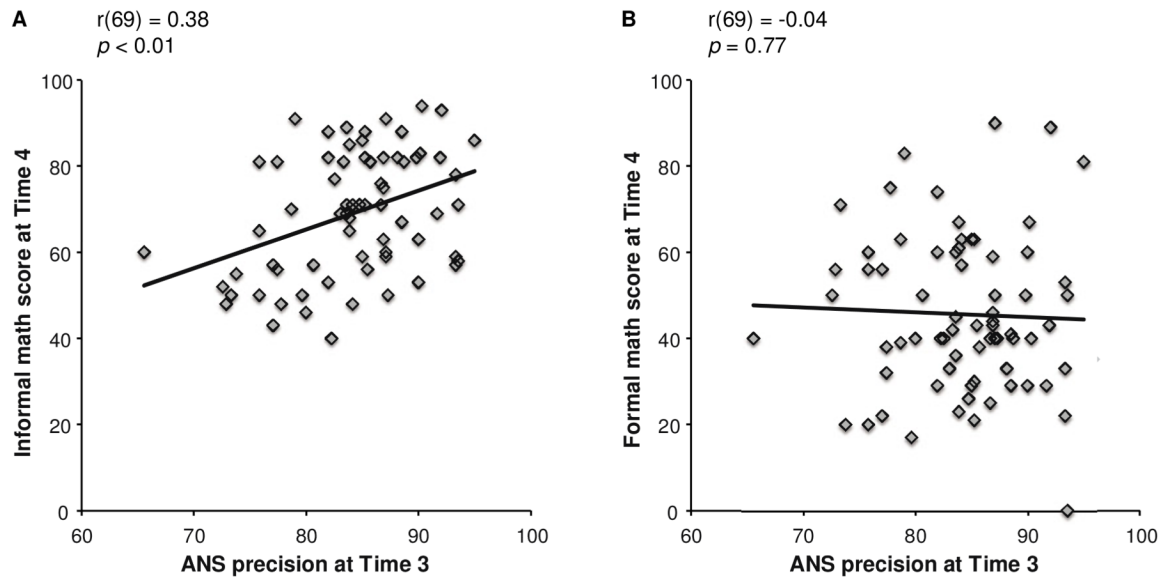 A
r(69) = 0.38
p < 0.01
100
80
60
40
20
0
60 70 80 90 100
Informal math score at Time 4
ANS precision at Time 3
B
r(69) = -0.04
p = 0.77
100
80
60
40
20
0
60 70 80 90 100
Formal math score at Time 4
ANS precision at Time 3